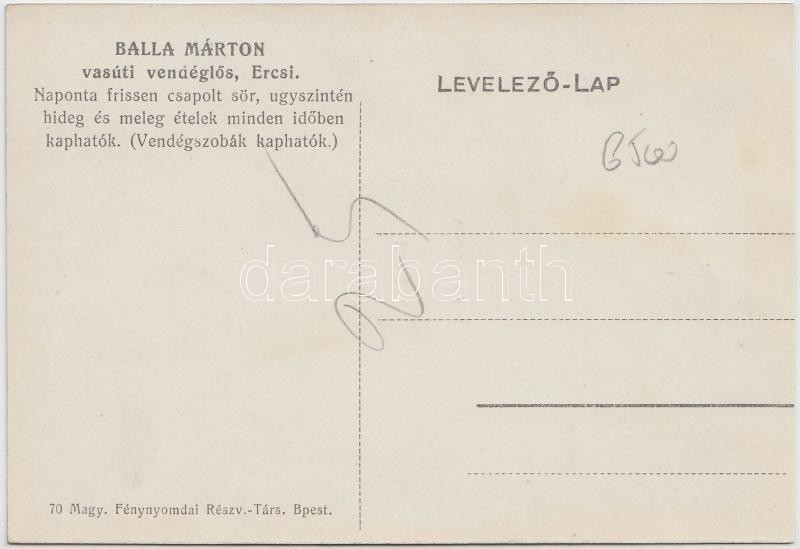 BALLA MÁRTON
vasúti vendéglős, Ercsi.
Naponta frissen csapolt sör, ugyszintén
hideg és meleg ételek minden időben
kaphatók. (Vendégszobák kaphatók.)
LEVELEZŐ-LAP
darabanth
70 Magy. Fénynyomdai Részv.-Társ. Bpest.